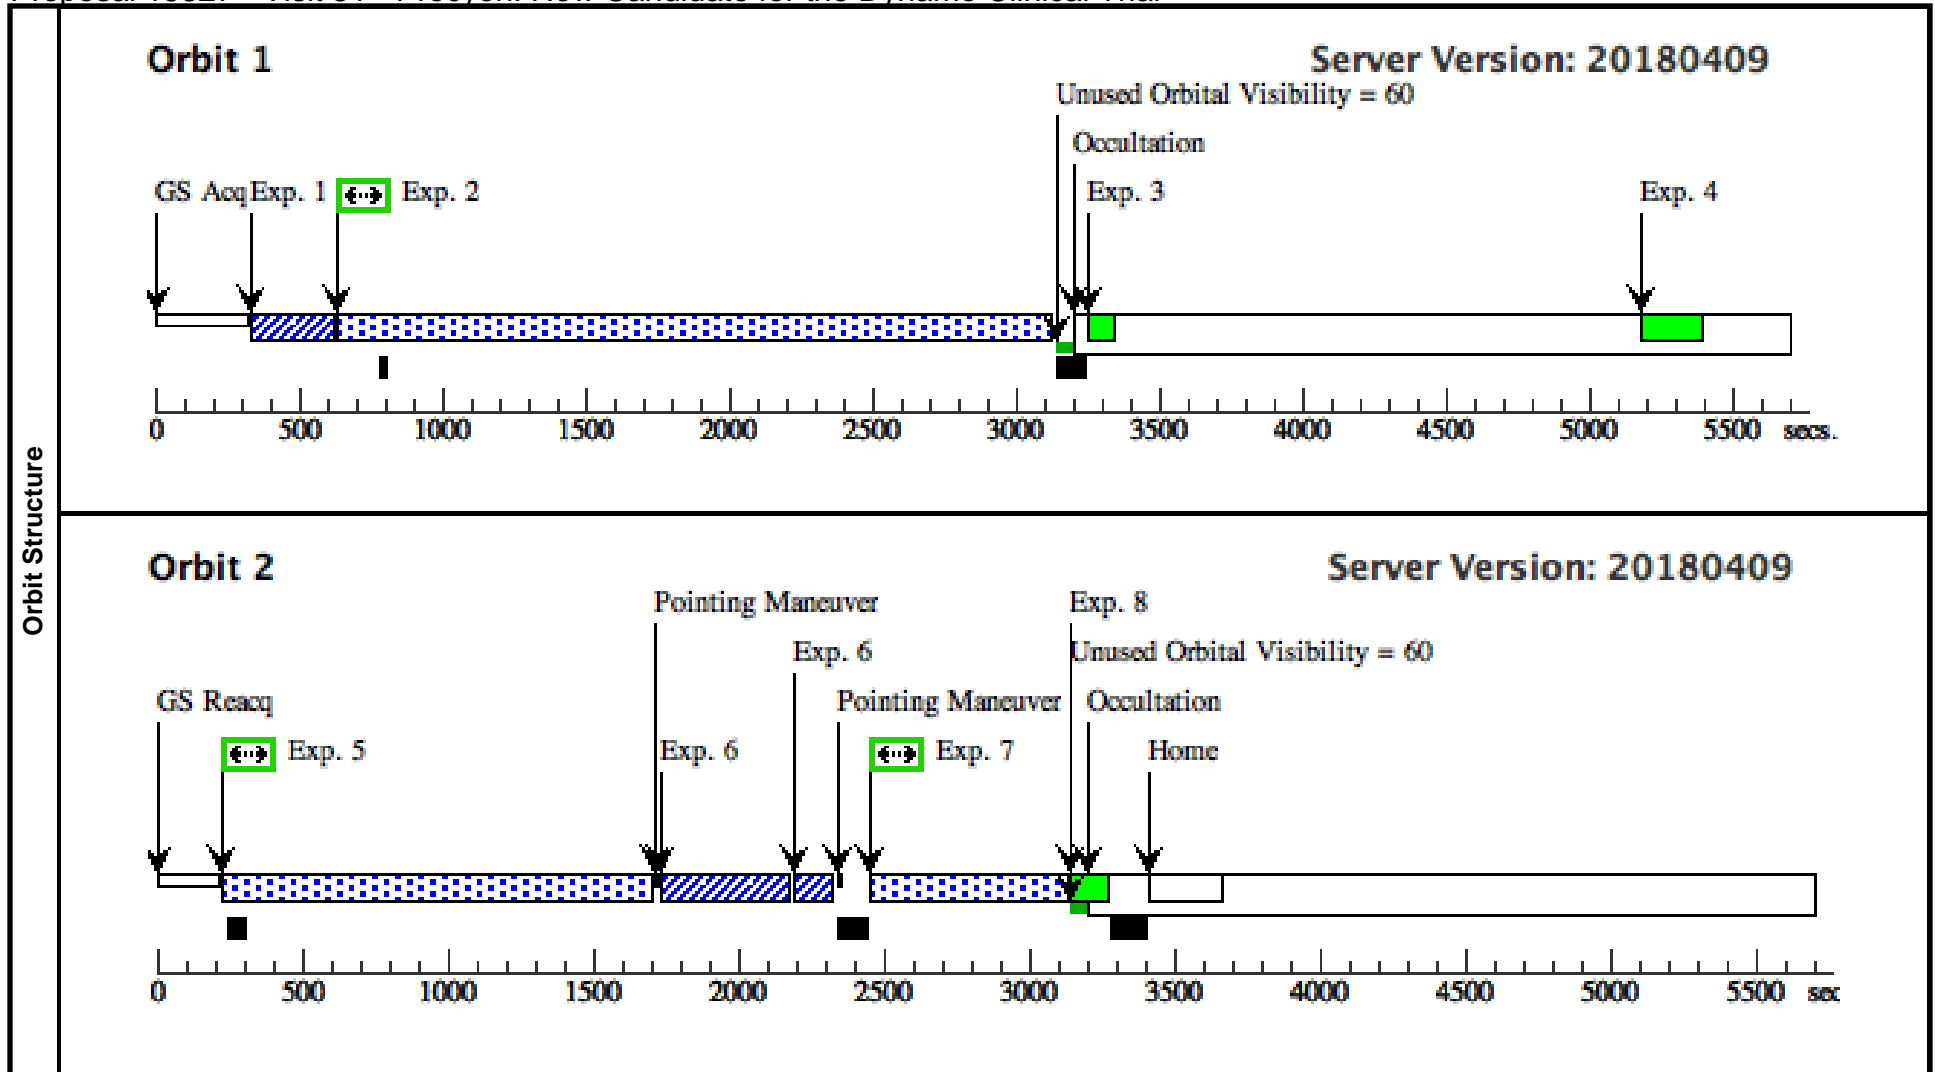 Orbit Structure
Orbit 1
Server Version: 20180409
Unused Orbital Visibility = 60
Occultation
GS Acq Exp. 1 Exp. 2 Exp. 3 Exp. 4
0 500 1000 1500 2000 2500 3000 3500 4000 4500 5000 5500 secs.
Orbit 2
Server Version: 20180409
Pointing Maneuver Exp. 8
Exp. 6 Unused Orbital Visibility = 60
GS Reacq Pointing Maneuver Occultation
Exp. 5 Exp. 6 Exp. 7 Home
0 500 1000 1500 2000 2500 3000 3500 4000 4500 5000 5500 sec